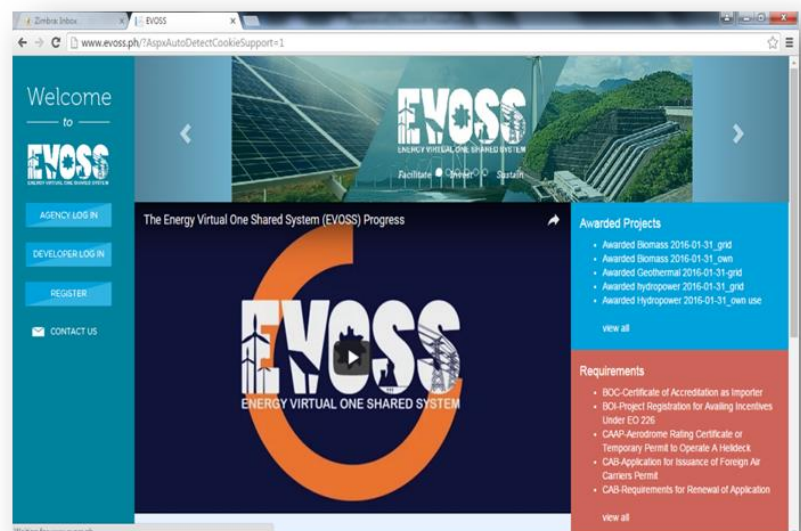 Zimbra: Inbox
EVOSS
www.evoss.ph/?AspxAutoDetectCookieSupport=1
Welcome
to
EVOSS
ENERGY VIRTUAL ONE SHARED SYSTEM
AGENCY LOG IN
DEVELOPER LOG IN
REGISTER
CONTACT US
EVOSS
ENERGY VIRTUAL ONE SHARED SYSTEM
Facilitate Invest Sustain
The Energy Virtual One Shared System (EVOSS) Progress
EVOSS
ENERGY VIRTUAL ONE SHARED SYSTEM
Awarded Projects
Awarded Biomass 2016-01-31_grid
Awarded Biomass 2016-01-31_own
Awarded Geothermal 2016-01-31-grid
Awarded hydropower 2016-01-31_grid
Awarded Hydropower 2016-01-31_own use
view all
Requirements
BOC-Certificate of Accreditation as Importer
BOI-Project Registration for Availing Incentives
Under EO 226
CAAP-Aerodrome Rating Certificate or
Temporary Permit to Operate A Helideck
CAB-Application for Issuance of Foreign Air
Carriers Permit
CAB-Requirements for Renewal of Application
view all